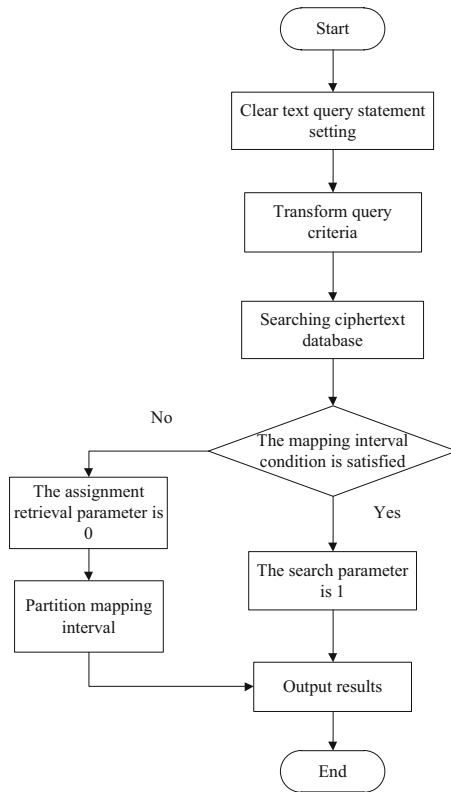 Start
Clear text query statement
setting
Transform query
criteria
Searching ciphertext
database
No
The mapping interval
condition is satisfied
The assignment
retrieval parameter is
0
Yes
The search parameter
is 1
Partition mapping
interval
Output results
End